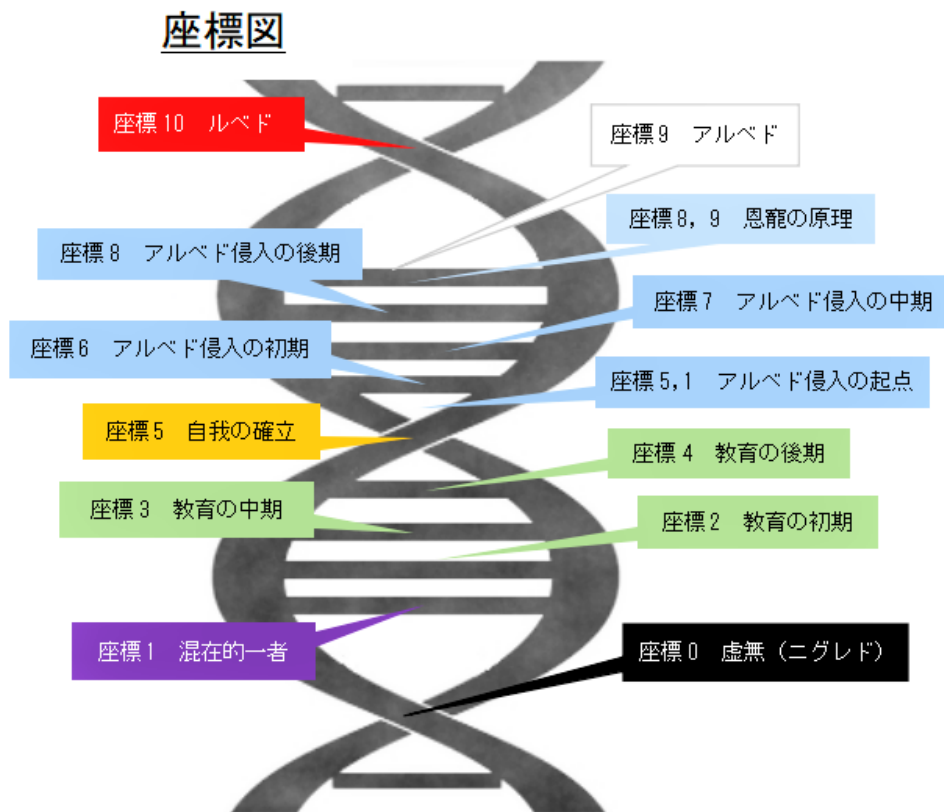 座標図
座標10　ルベド
座標9　アルベド
座標8,9　恩寵の原理
座標8　アルベド侵入の後期
座標7　アルベド侵入の中期
座標6　アルベド侵入の初期
座標5,1　アルベド侵入の起点
座標5　自我の確立
座標4　教育の後期
座標3　教育の中期
座標2　教育の初期
座標1　混在的一者
座標0　虚無（ニグレド）